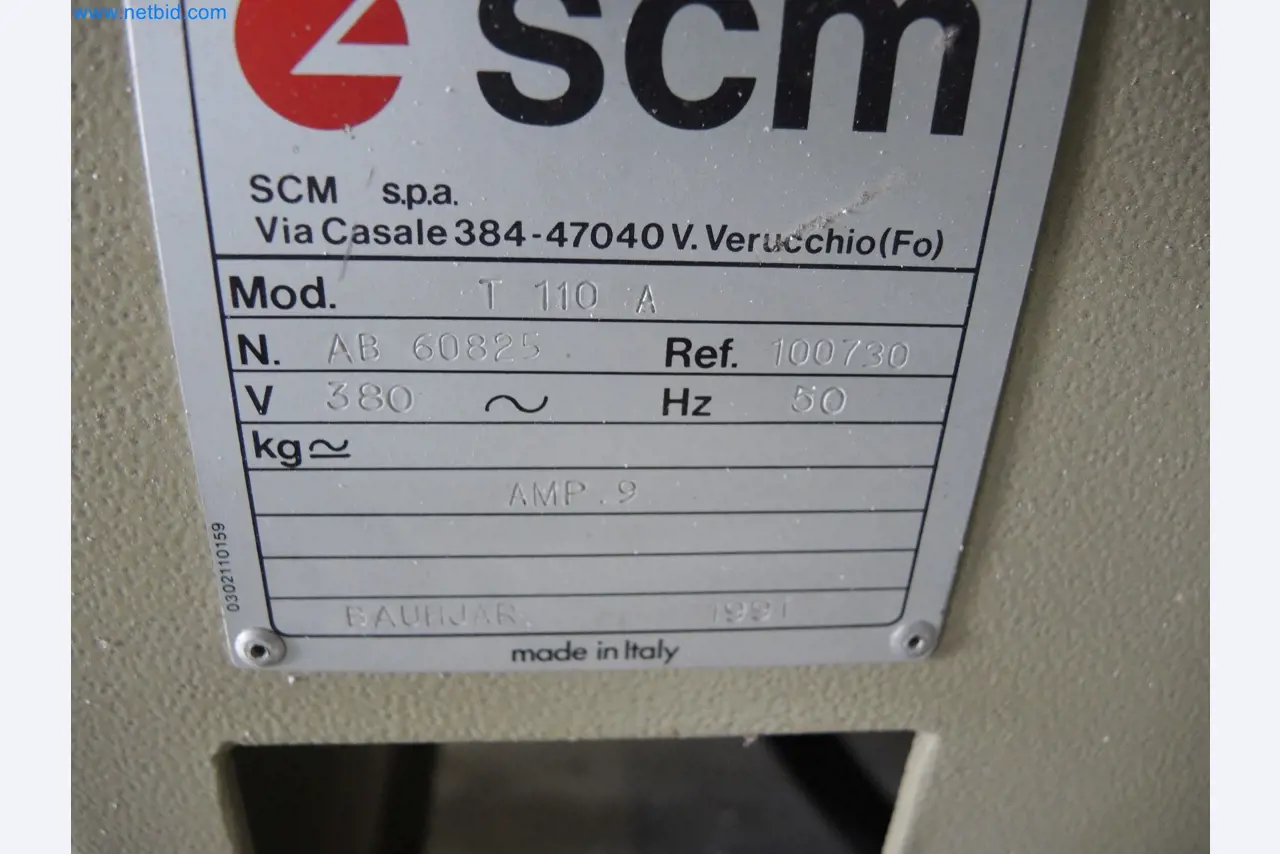 www.netbid.com
scm
SCM s.p.a.
Via Casale 384-47040 V. Verucchio (Fo)
Mod. T 110 A
N. AB 60825 Ref. 100730
V 380 ~ Hz 50
kg ≃
AMP. 9
BAUHJAR 1991
made in Italy
0302110159